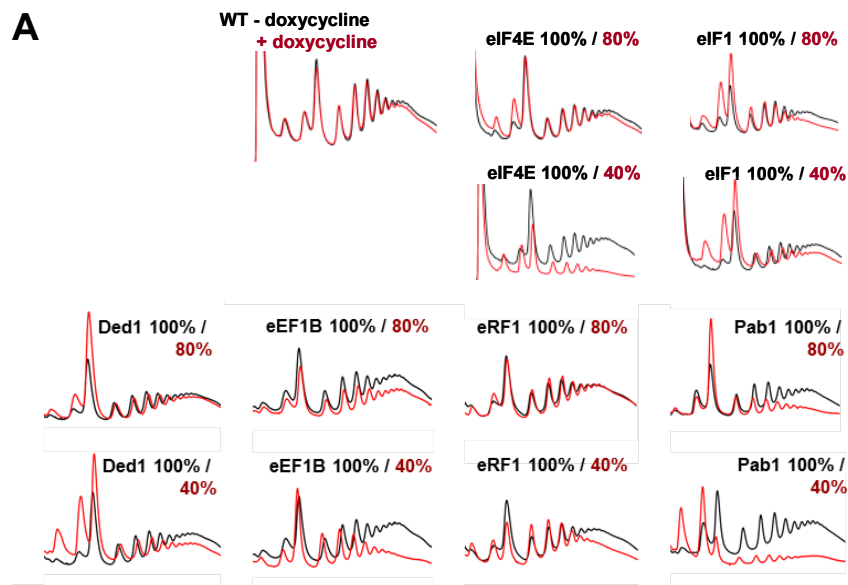 A
WT - doxycycline
+ doxycycline
eIF4E 100% / 80%
eIF1 100% / 80%
eIF4E 100% / 40%
eIF1 100% / 40%
Ded1 100% /
80%
eEF1B 100% / 80%
eRF1 100% / 80%
Pab1 100% /
80%
Ded1 100% /
40%
eEF1B 100% / 40%
eRF1 100% / 40%
Pab1 100% /
40%